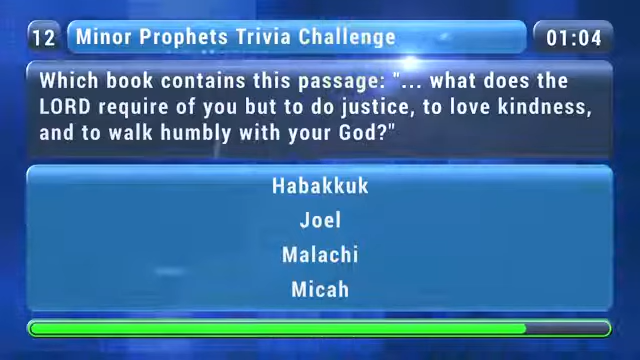 12 Minor Prophets Trivia Challenge 01:04
Which book contains this passage: "... what does the
LORD require of you but to do justice, to love kindness,
and to walk humbly with your God?"
Habakkuk
Joel
Malachi
Micah